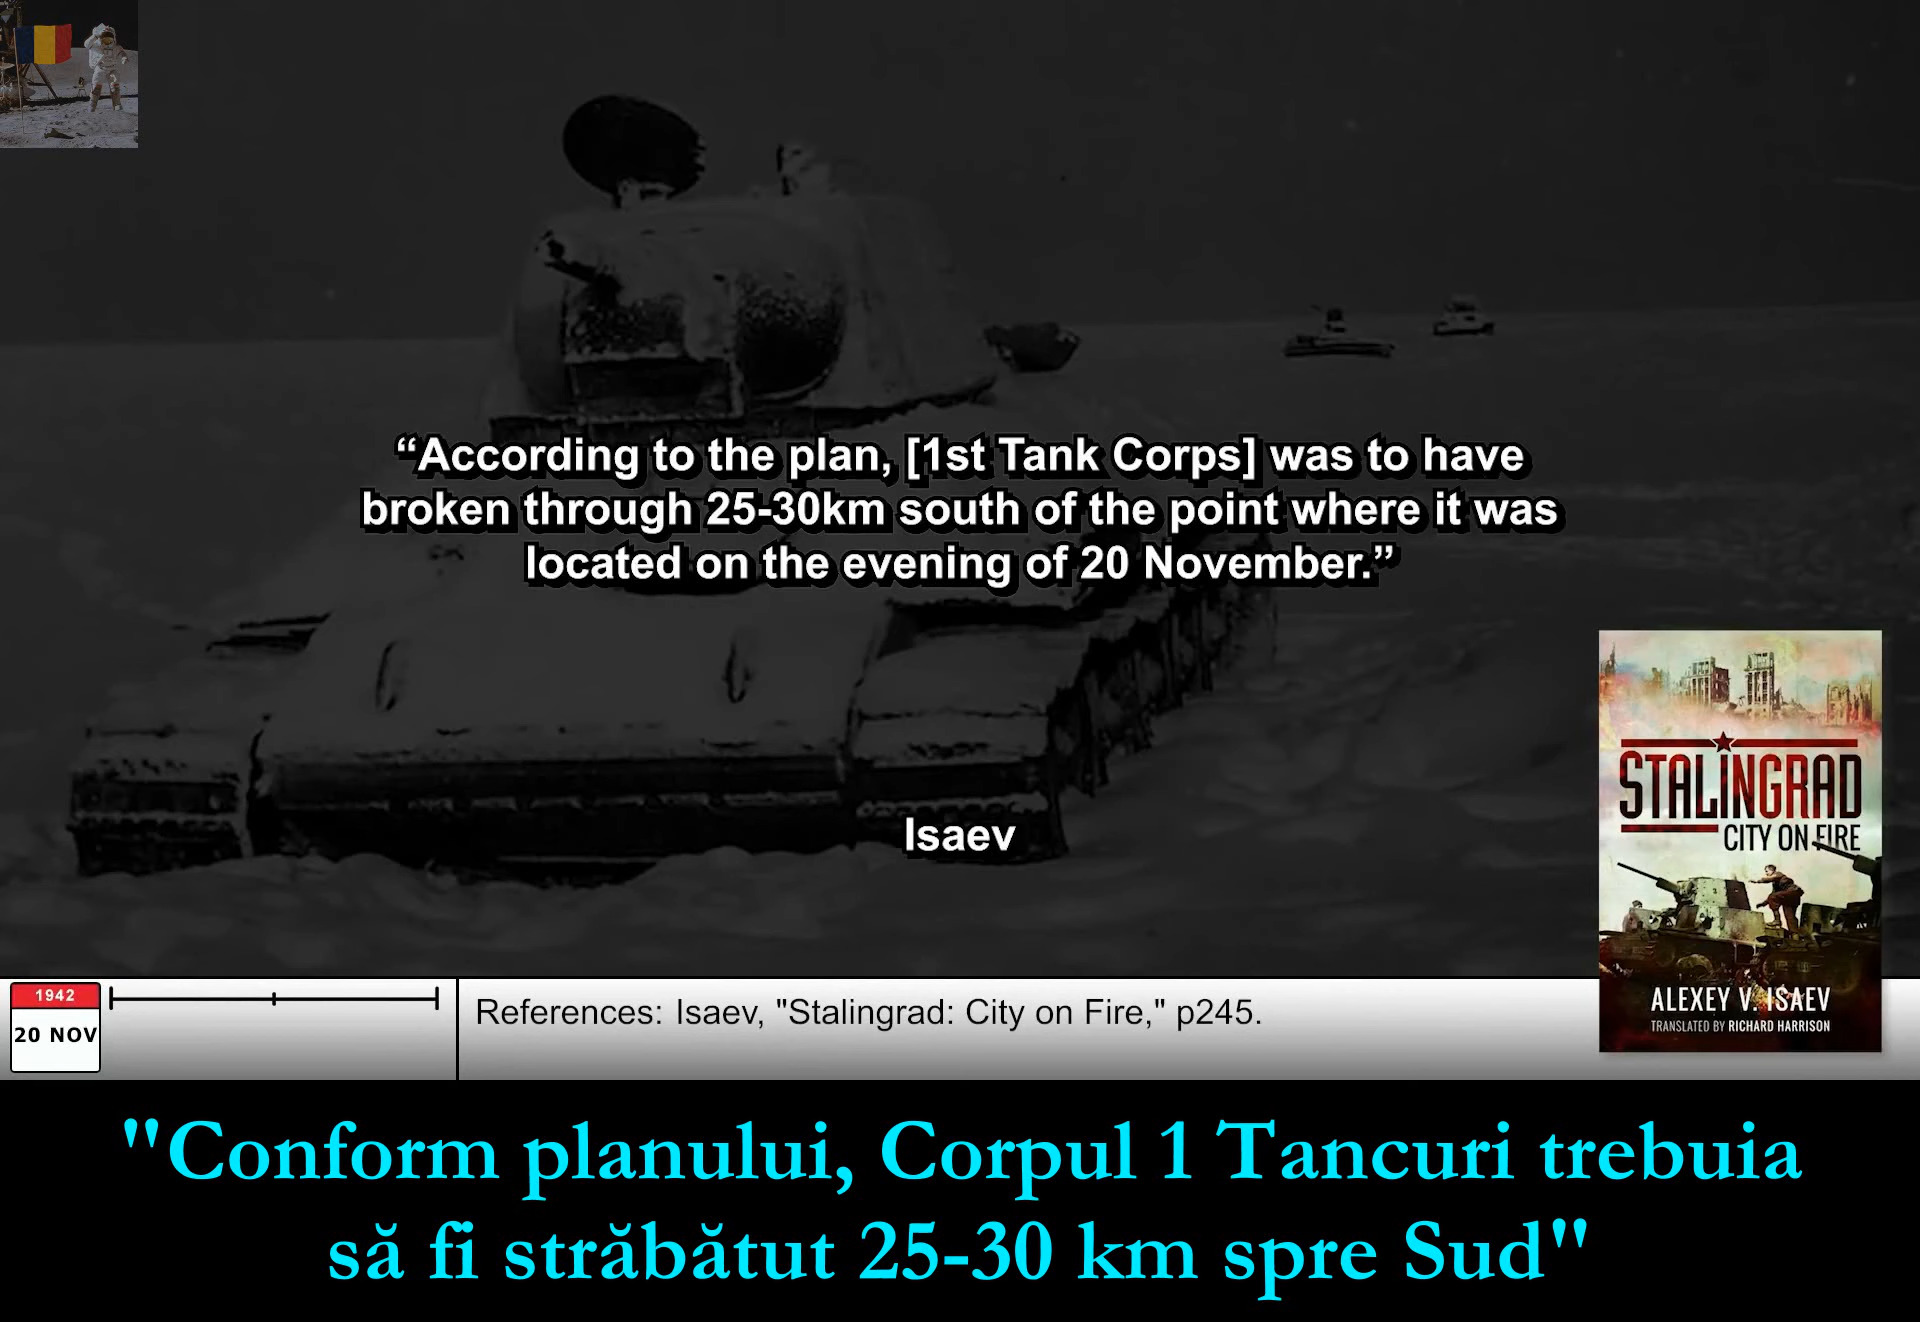 “According to the plan, [1st Tank Corps] was to have
broken through 25-30km south of the point where it was
located on the evening of 20 November.”
Isaev
STALINGRAD
CITY ON FIRE
ALEXEY V. ISAEV
TRANSLATED BY RICHARD HARRISON
1942
20 NOV
References: Isaev, "Stalingrad: City on Fire," p245.
"Conform planului, Corpul 1 Tancuri trebuia
să fi străbătut 25-30 km spre Sud"